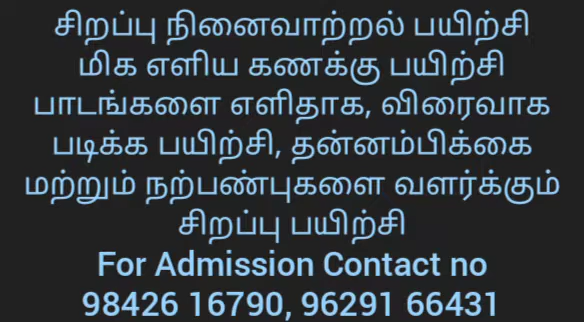 சிறப்பு நினைவாற்றல் பயிற்சி
மிக எளிய கணக்கு பயிற்சி
பாடங்களை எளிதாக, விரைவாக
படிக்க பயிற்சி, தன்னம்பிக்கை
மற்றும் நற்பண்புகளை வளர்க்கும்
சிறப்பு பயிற்சி
For Admission Contact no
98426 16790, 96291 66431